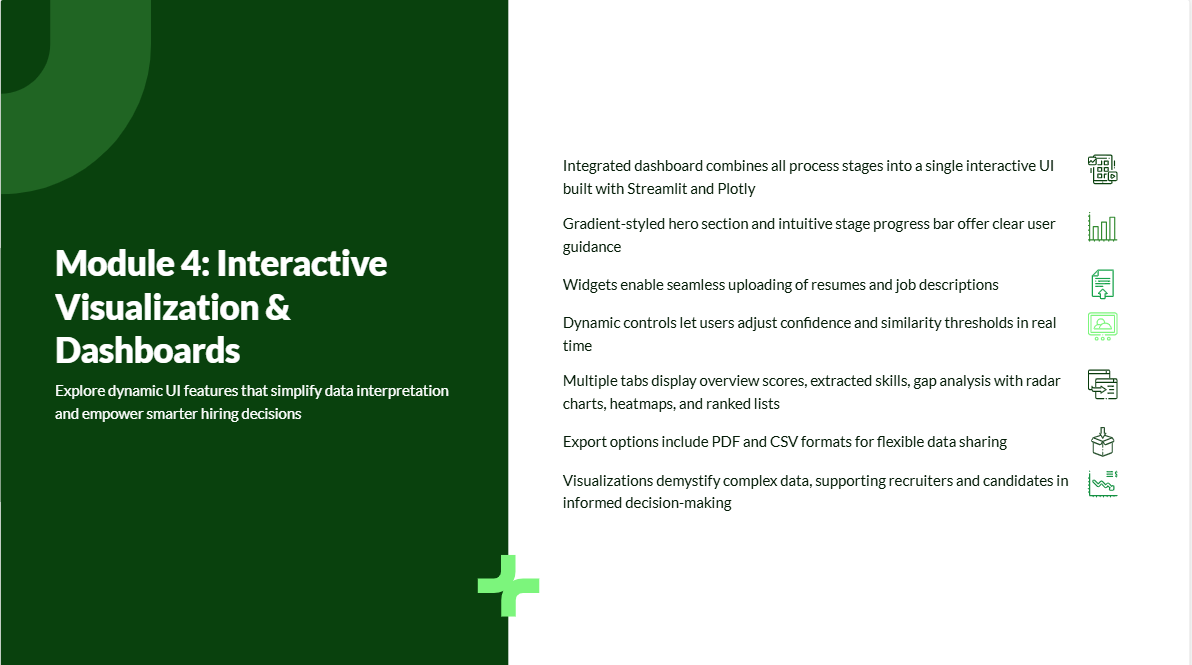 Module 4: Interactive
Visualization &
Dashboards
Explore dynamic UI features that simplify data interpretation
and empower smarter hiring decisions
Integrated dashboard combines all process stages into a single interactive UI
built with Streamlit and Plotly
Gradient-styled hero section and intuitive stage progress bar offer clear user
guidance
Widgets enable seamless uploading of resumes and job descriptions
Dynamic controls let users adjust confidence and similarity thresholds in real
time
Multiple tabs display overview scores, extracted skills, gap analysis with radar
charts, heatmaps, and ranked lists
Export options include PDF and CSV formats for flexible data sharing
Visualizations demystify complex data, supporting recruiters and candidates in
informed decision-making